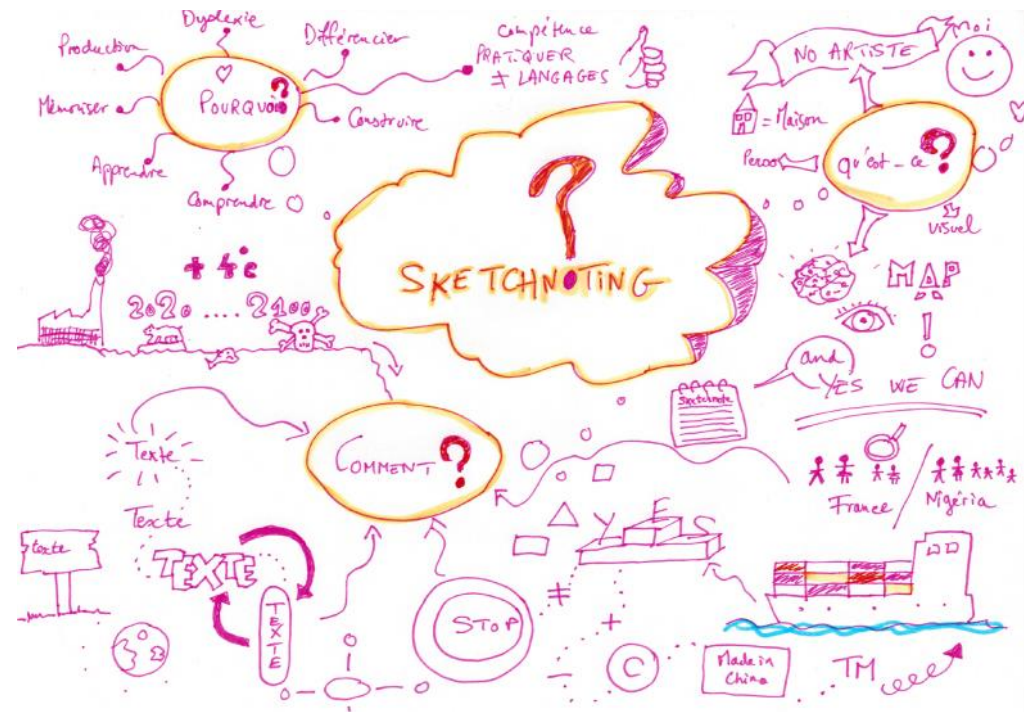 Dyslexie
Différencier
Production
POURQUOI ?
Mémoriser
Construire
Apprendre
Comprendre
compétence
PRATIQUER
≠ LANGAGES
moi
NO ARTISTE
= Maison
Perso
qu'est-ce ?
visuel
MAP
!
?
SKETCHNOTING
+ 4°c
2020 .... 2100
and
YES WE CAN
Sketchnote
COMMENT ?
Texte
Texte
texte
TEXTE
TEXTE
STOP
YES
≠
+
-
France / Nigéria
C
Made in
China
TM